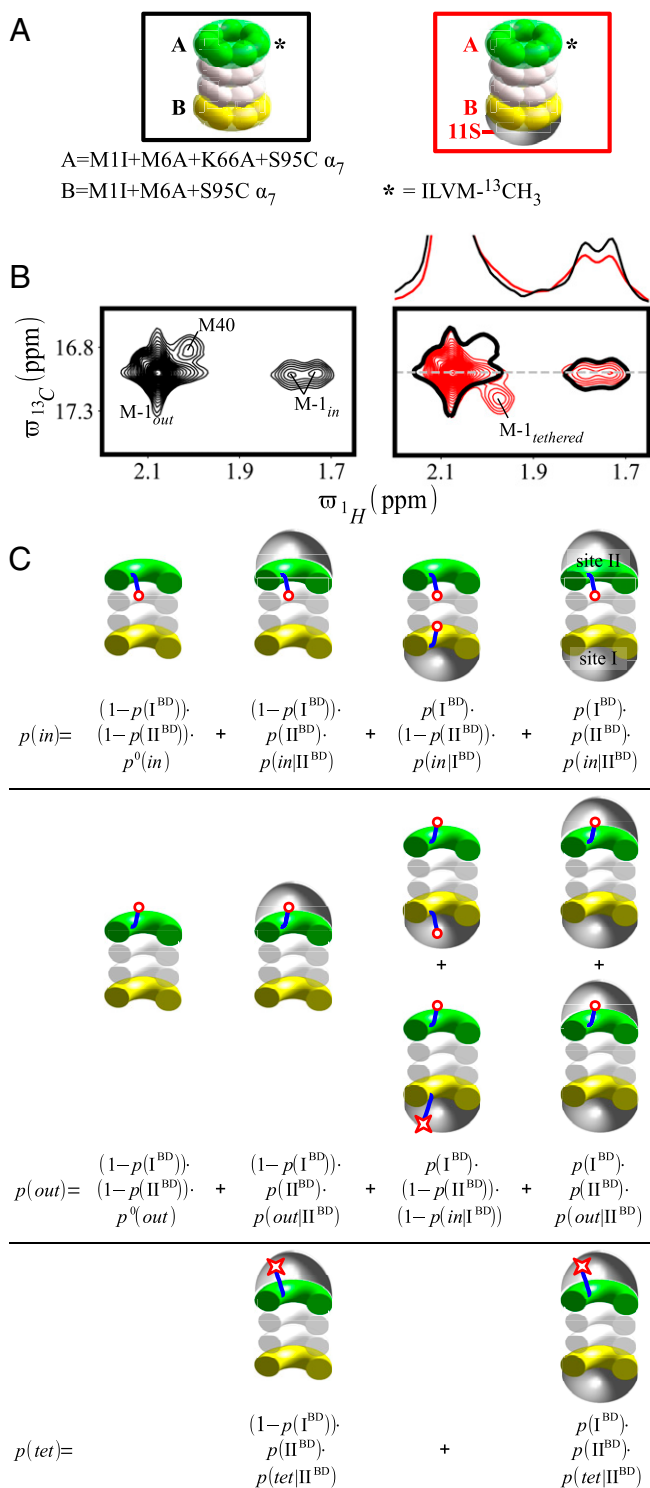 A
A * A *
B B
11S
A=M1I+M6A+K66A+S95C α₇
B=M1I+M6A+S95C α₇ * = ILVM-¹³CH₃
B
ϖ ¹³C (ppm)
16.8
17.3
M40
M-1out
M-1in
M-1tethered
2.1 1.9 1.7 2.1 1.9 1.7
ϖ ¹H (ppm)
C
site II
site I
(1−p(Iᴮᴰ))· (1−p(Iᴮᴰ))· p(Iᴮᴰ)· p(Iᴮᴰ)·
p(in)= (1−p(IIᴮᴰ))· + p(IIᴮᴰ)· + (1−p(IIᴮᴰ))· + p(IIᴮᴰ)·
p⁰(in) p(in|IIᴮᴰ) p(in|Iᴮᴰ) p(in|IIᴮᴰ)
+ +
(1−p(Iᴮᴰ))· (1−p(Iᴮᴰ))· p(Iᴮᴰ)· p(Iᴮᴰ)·
p(out)= (1−p(IIᴮᴰ))· + p(IIᴮᴰ)· + (1−p(IIᴮᴰ))· + p(IIᴮᴰ)·
p⁰(out) p(out|IIᴮᴰ) (1−p(in|Iᴮᴰ)) p(out|IIᴮᴰ)
(1−p(Iᴮᴰ))· p(Iᴮᴰ)·
p(tet)= p(IIᴮᴰ)· + p(IIᴮᴰ)·
p(tet|IIᴮᴰ) p(tet|IIᴮᴰ)